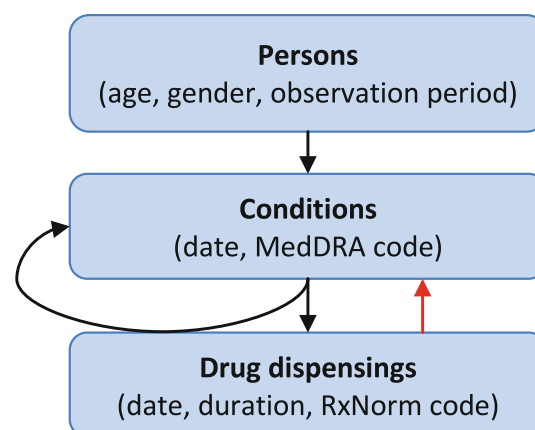 Persons
(age, gender, observation period)
Conditions
(date, MedDRA code)
Drug dispensings
(date, duration, RxNorm code)